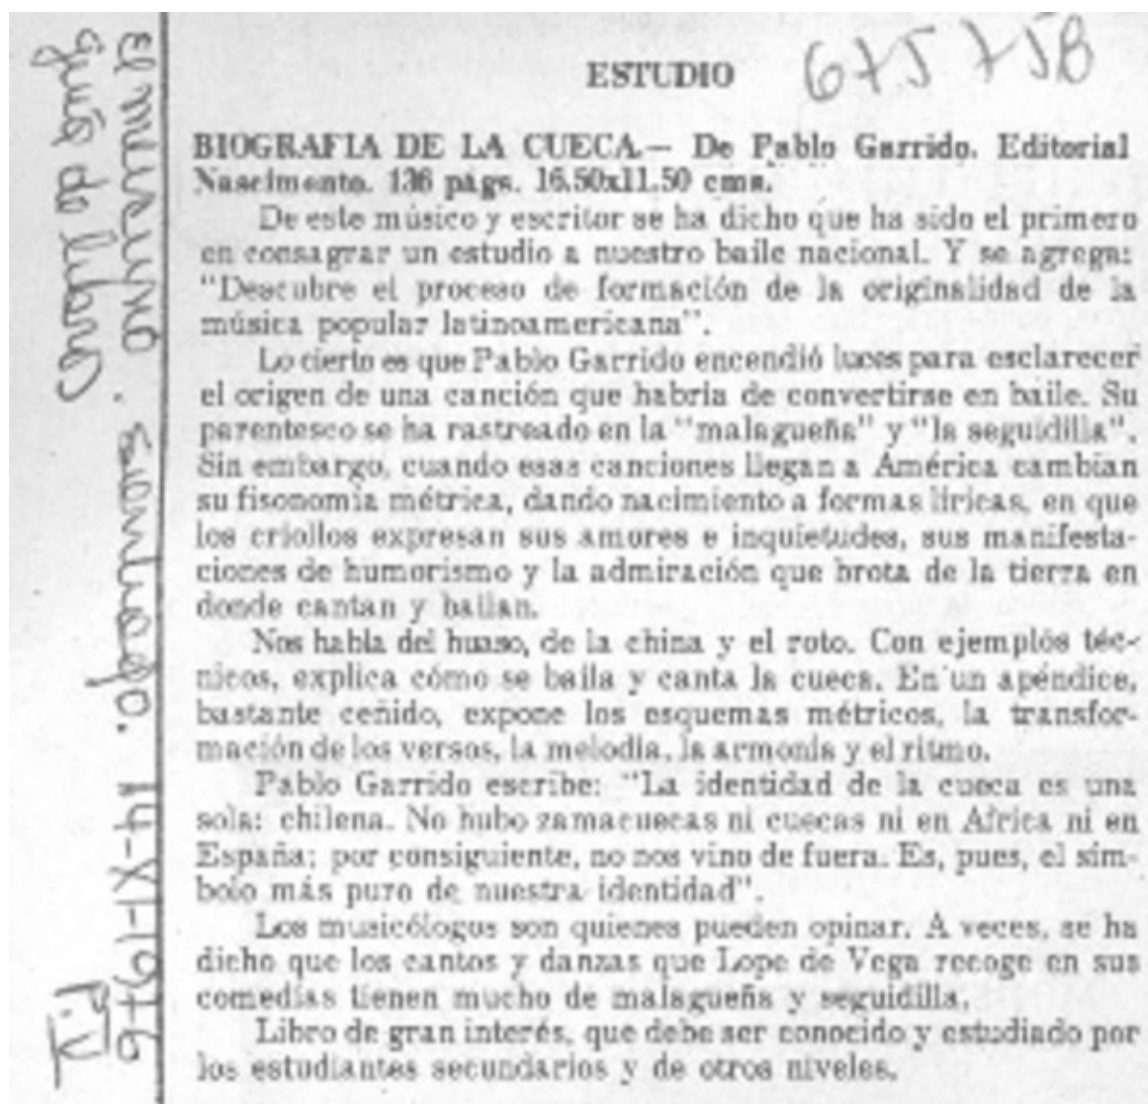 El mercurio. Santiago. 14-XI-1976
guía de libros
P. IV
ESTUDIO
BIOGRAFIA DE LA CUECA.— De Pablo Garrido. Editorial
Nascimento. 136 págs. 16.50x11.50 cms.
De este músico y escritor se ha dicho que ha sido el primero
en consagrar un estudio a nuestro baile nacional. Y se agrega:
"Descubre el proceso de formación de la originalidad de la
música popular latinoamericana".
Lo cierto es que Pablo Garrido encendió luces para esclarecer
el origen de una canción que habría de convertirse en baile. Su
parentesco se ha rastreado en la "malagueña" y "la seguidilla".
Sin embargo, cuando esas canciones llegan a América cambian
su fisonomía métrica, dando nacimiento a formas líricas, en que
los criollos expresan sus amores e inquietudes, sus manifesta-
ciones de humorismo y la admiración que brota de la tierra en
donde cantan y bailan.
Nos habla del huaso, de la china y el roto. Con ejemplos téc-
nicos, explica cómo se baila y canta la cueca. En un apéndice,
bastante ceñido, expone los esquemas métricos, la transfor-
mación de los versos, la melodía, la armonía y el ritmo.
Pablo Garrido escribe: "La identidad de la cueca es una
sola: chilena. No hubo zamacuecas ni cuecas ni en Africa ni en
España; por consiguiente, no nos vino de fuera. Es, pues, el sím-
bolo más puro de nuestra identidad".
Los musicólogos son quienes pueden opinar. A veces, se ha
dicho que los cantos y danzas que Lope de Vega recoge en sus
comedias tienen mucho de malagueña y seguidilla.
Libro de gran interés, que debe ser conocido y estudiado por
los estudiantes secundarios y de otros niveles.